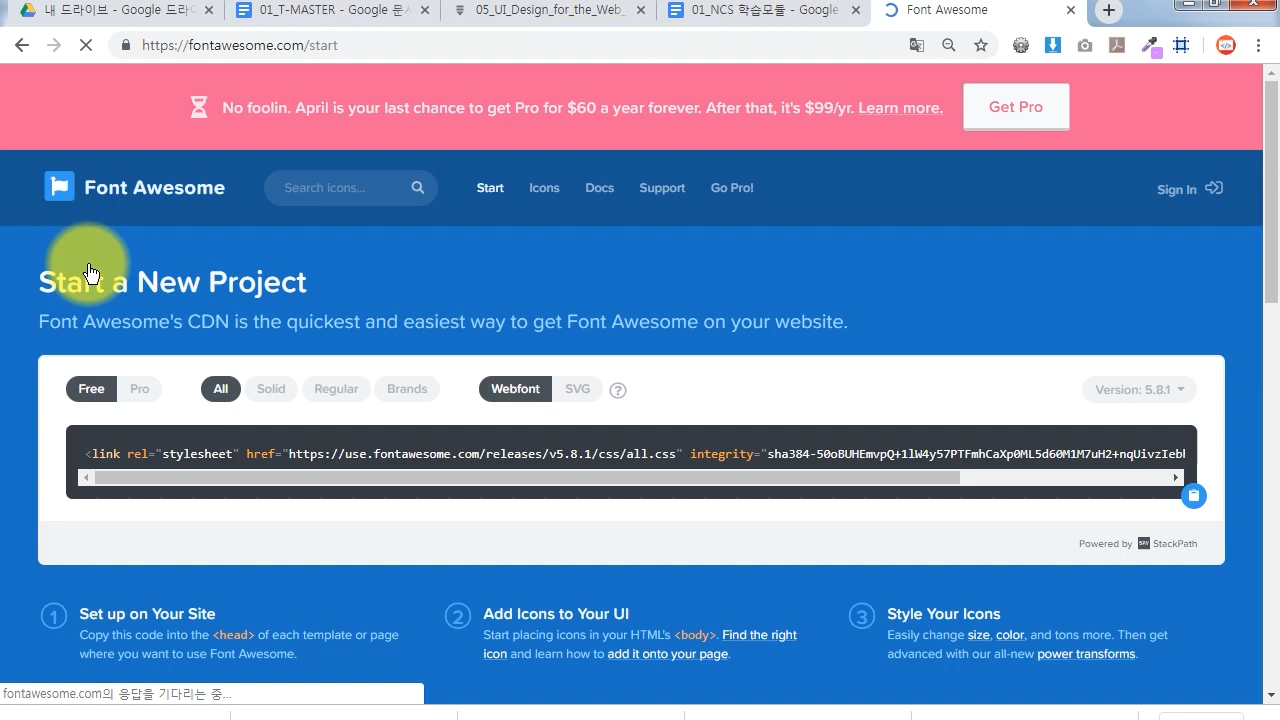 내 드라이브 - Google 드라이
01_T-MASTER - Google 문서
05_UI_Design_for_the_Web_
01_NCS 학습모듈 - Google
Font Awesome
https://fontawesome.com/start
No foolin. April is your last chance to get Pro for $60 a year forever. After that, it's $99/yr. Learn more.
Get Pro
Font Awesome
Search icons...
Start
Icons
Docs
Support
Go Pro!
Sign In
Start a New Project
Font Awesome's CDN is the quickest and easiest way to get Font Awesome on your website.
Free
Pro
All
Solid
Regular
Brands
Webfont
SVG
?
Version: 5.8.1
<link rel="stylesheet" href="https://use.fontawesome.com/releases/v5.8.1/css/all.css" integrity="sha384-50oBUHEmvpQ+1lW4y57PTFmhCaXp0ML5d60M1M7uH2+nqUivzIebh
Powered by StackPath
1
Set up on Your Site
Copy this code into the <head> of each template or page
where you want to use Font Awesome.
2
Add Icons to Your UI
Start placing icons in your HTML's <body>. Find the right
icon and learn how to add it onto your page.
3
Style Your Icons
Easily change size, color, and tons more. Then get
advanced with our all-new power transforms.
fontawesome.com의 응답을 기다리는 중...